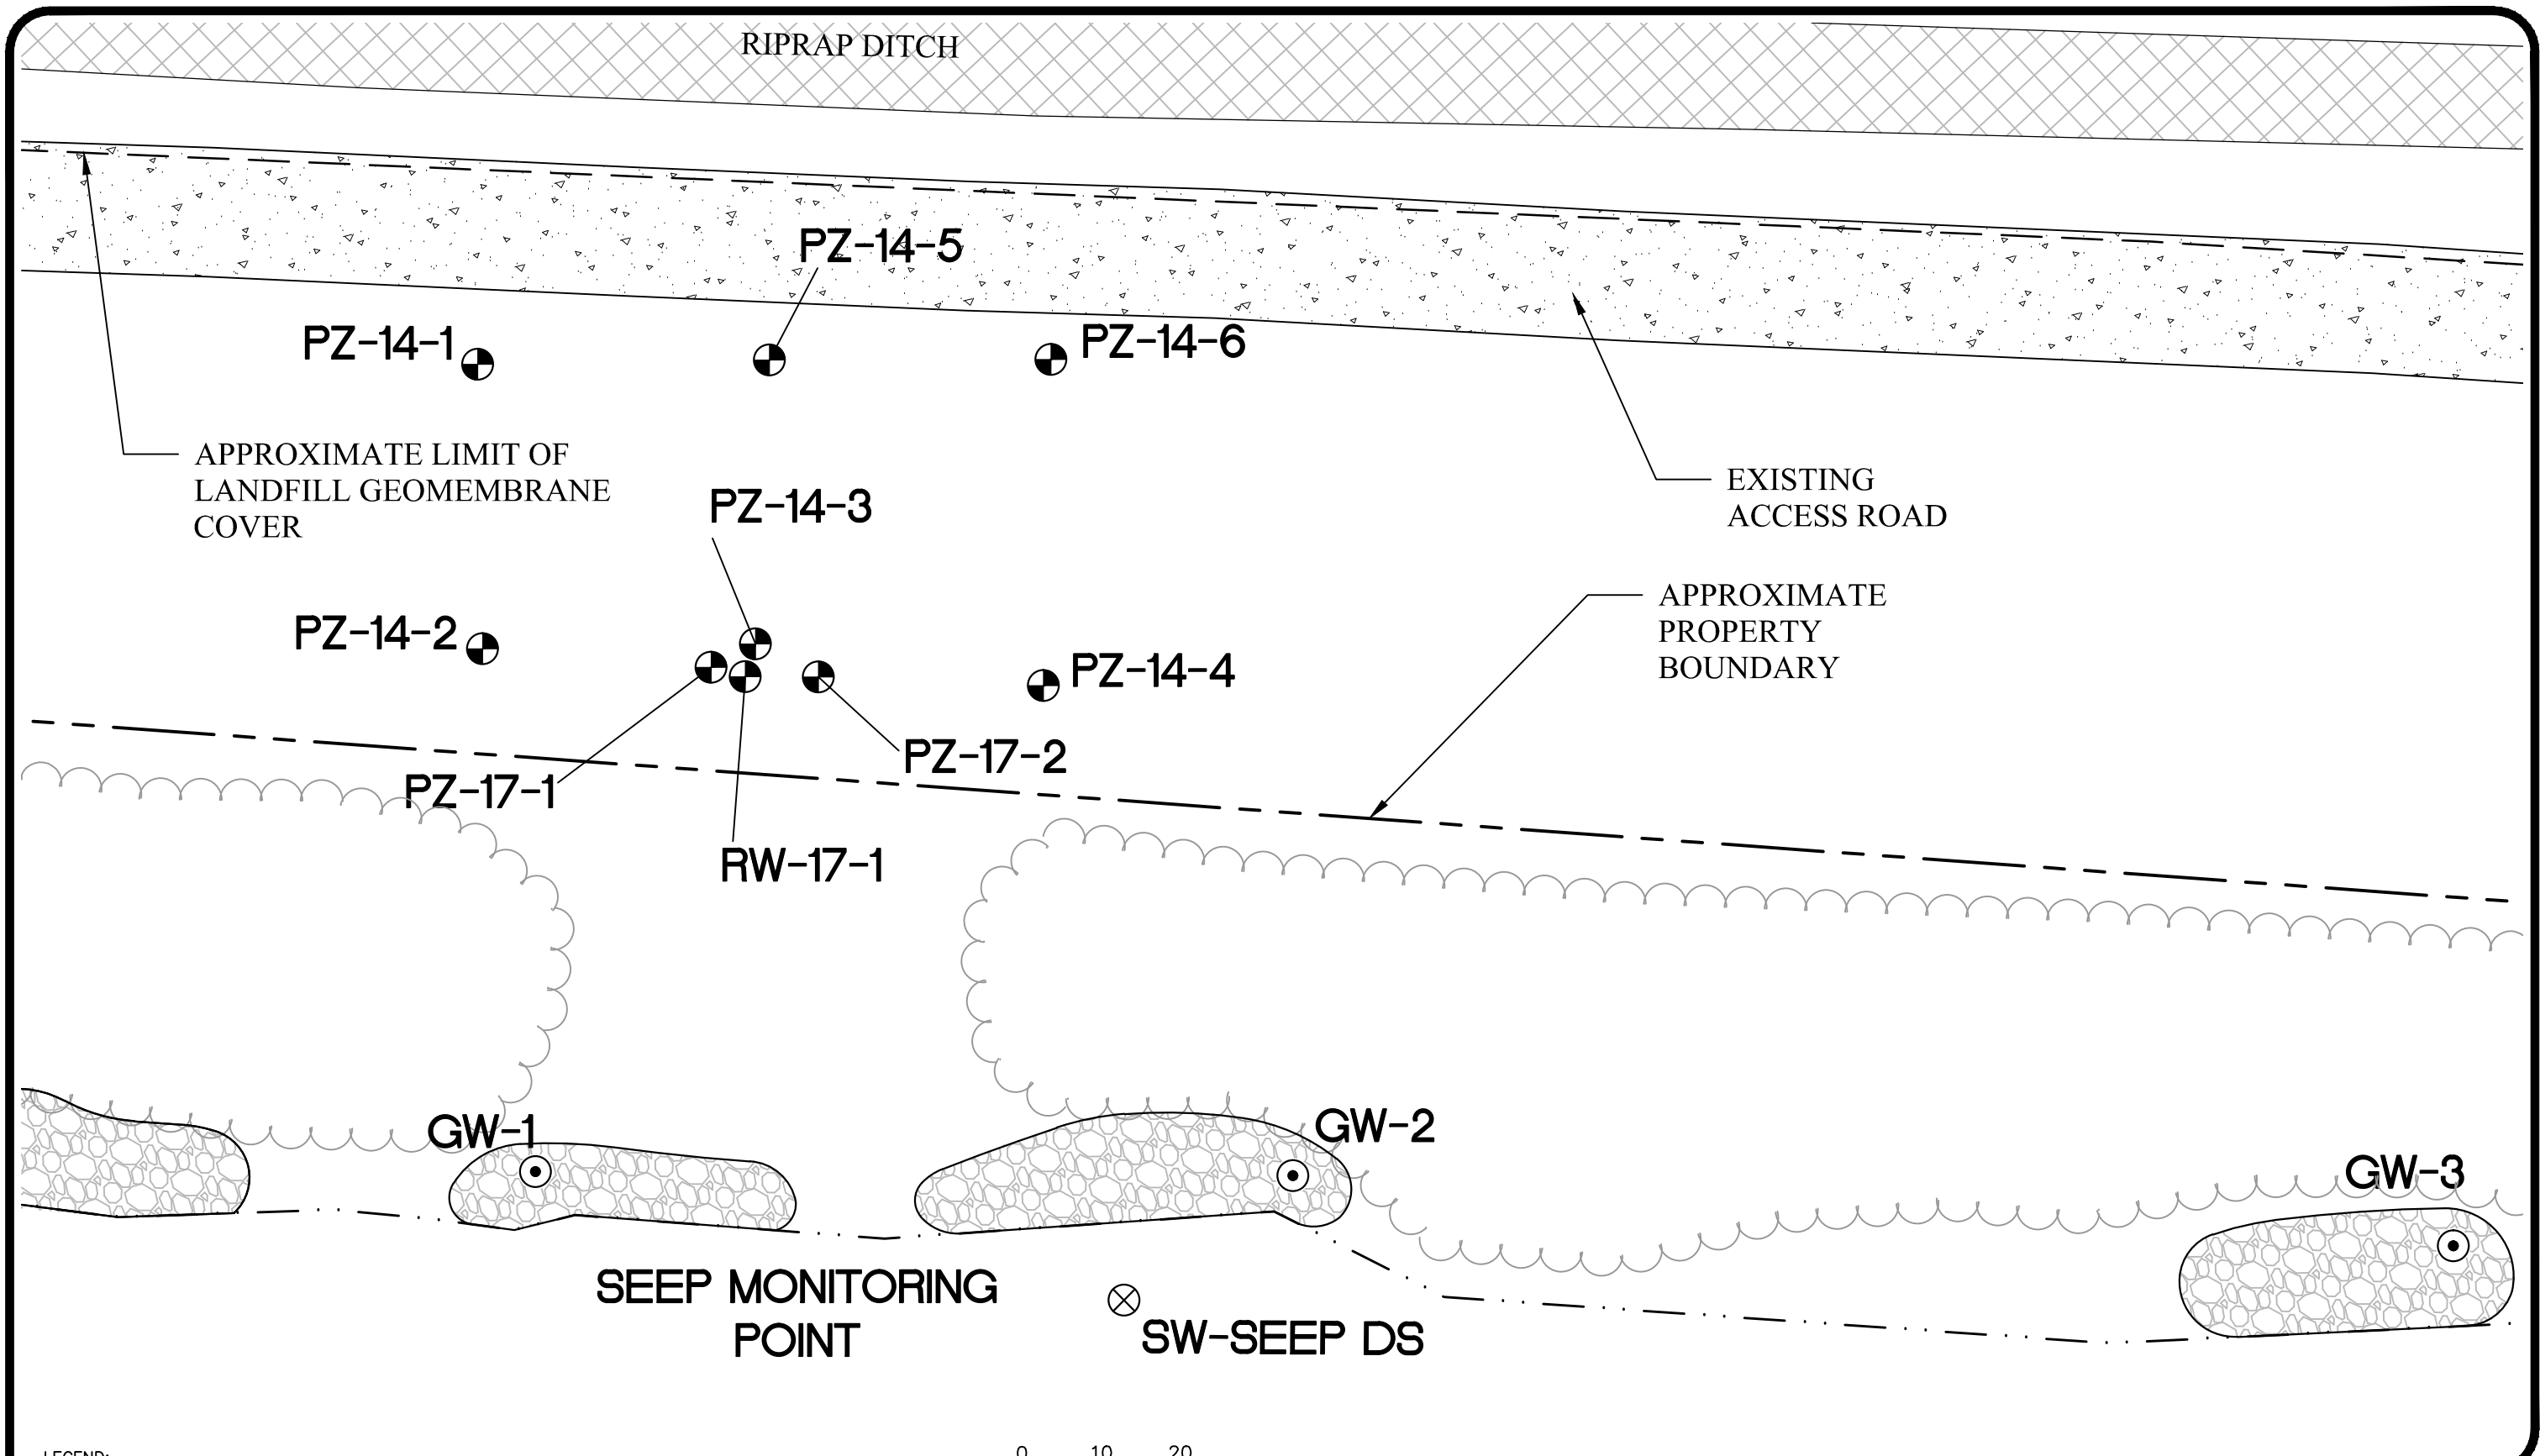 RIPRAP DITCH
PZ-14-5
PZ-14-1
PZ-14-6
APPROXIMATE LIMIT OF
LANDFILL GEOMEMBRANE
COVER
EXISTING
ACCESS ROAD
PZ-14-3
APPROXIMATE
PROPERTY
BOUNDARY
PZ-14-2
PZ-14-4
PZ-17-2
PZ-17-1
RW-17-1
GW-1
GW-2
GW-3
SEEP MONITORING
POINT
SW-SEEP DS
LEGEND:
0 10 20